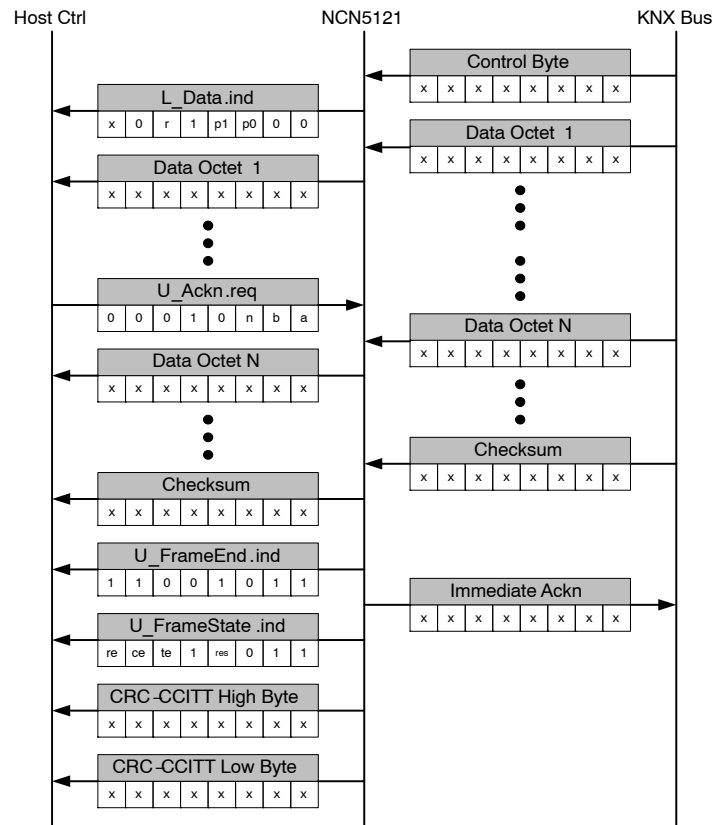 Host Ctrl NCN5121 KNX Bus
Control Byte
x x x x x x x x
L_Data.ind
x 0 r 1 p1 p0 0 0
Data Octet 1
x x x x x x x x
Data Octet 1
x x x x x x x x
U_Ackn.req
0 0 0 1 0 n b a
Data Octet N
x x x x x x x x
Data Octet N
x x x x x x x x
Checksum
x x x x x x x x
Checksum
x x x x x x x x
U_FrameEnd.ind
1 1 0 0 1 0 1 1
Immediate Ackn
x x x x x x x x
U_FrameState.ind
re ce te 1 res 0 1 1
CRC-CCITT High Byte
x x x x x x x x
CRC-CCITT Low Byte
x x x x x x x x